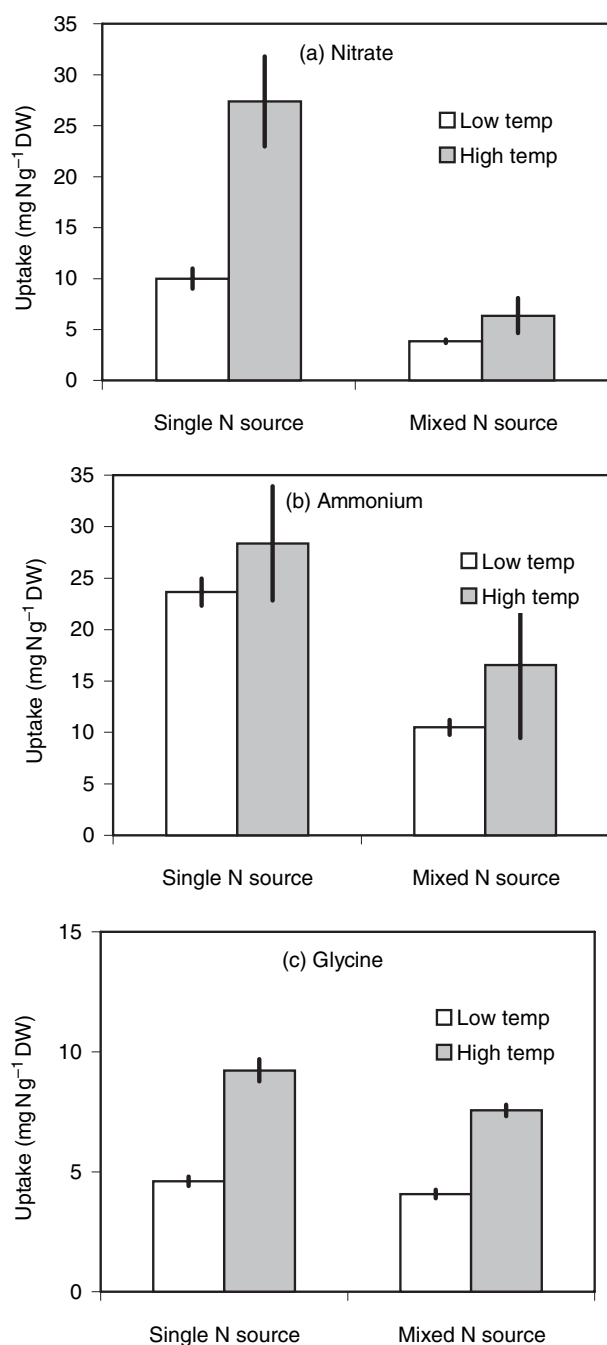 35
(a) Nitrate
30
25
Low temp
High temp
20
15
10
5
0
Uptake (mg N g⁻¹ DW)
Single N source
Mixed N source
35
(b) Ammonium
30
Low temp
25
High temp
20
15
10
5
0
Uptake (mg N g⁻¹ DW)
Single N source
Mixed N source
15
(c) Glycine
Low temp
High temp
10
5
0
Uptake (mg N g⁻¹ DW)
Single N source
Mixed N source